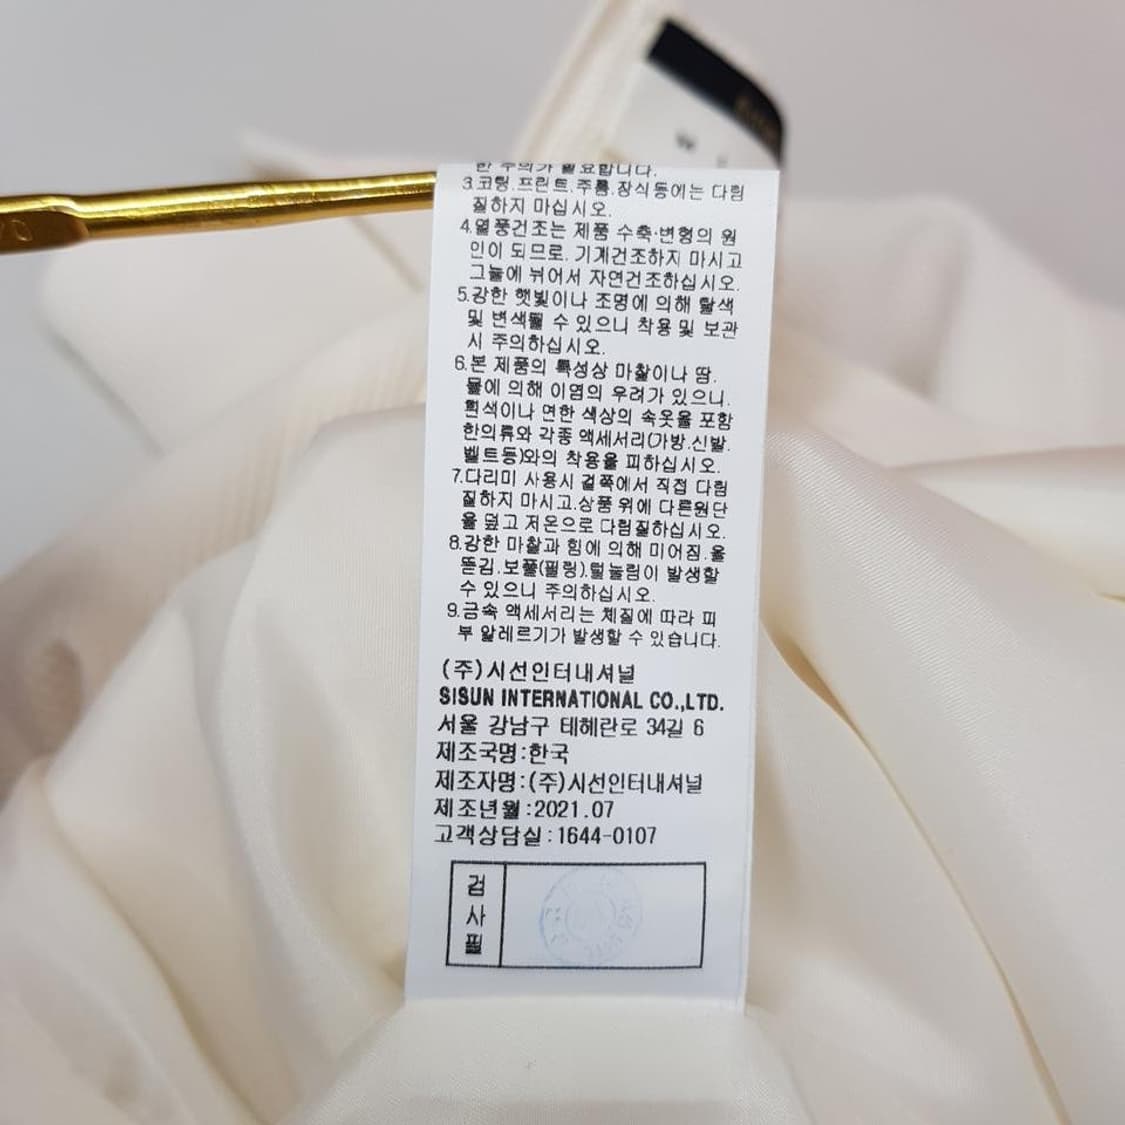 한 주의가 필요합니다.
3.코팅.프린트.주름.장식등에는 다림
질하지 마십시오.
4.열풍건조는 제품 수축·변형의 원
인이 되므로. 기계건조하지 마시고
그늘에 뉘어서 자연건조하십시오.
5.강한 햇빛이나 조명에 의해 탈색
및 변색될 수 있으니 착용 및 보관
시 주의하십시오.
6.본 제품의 특성상 마찰이나 땀.
물에 의해 이염의 우려가 있으니.
흰색이나 연한 색상의 속옷을 포함
한의류와 각종 액세서리(가방.신발.
벨트등)와의 착용을 피하십시오.
7.다리미 사용시 겉쪽에서 직접 다림
질하지 마시고.상품 위에 다른원단
을 덮고 저온으로 다림질하십시오.
8.강한 마찰과 힘에 의해 미어짐.올
뜯김.보풀(필링).털눌림이 발생할
수 있으니 주의하십시오.
9.금속 액세서리는 체질에 따라 피
부 알레르기가 발생할 수 있습니다.
(주)시선인터내셔널
SISUN INTERNATIONAL CO.,LTD.
서울 강남구 테헤란로 34길 6
제조국명:한국
제조자명:(주)시선인터내셔널
제조년월:2021.07
고객상담실:1644-0107
검
사
필